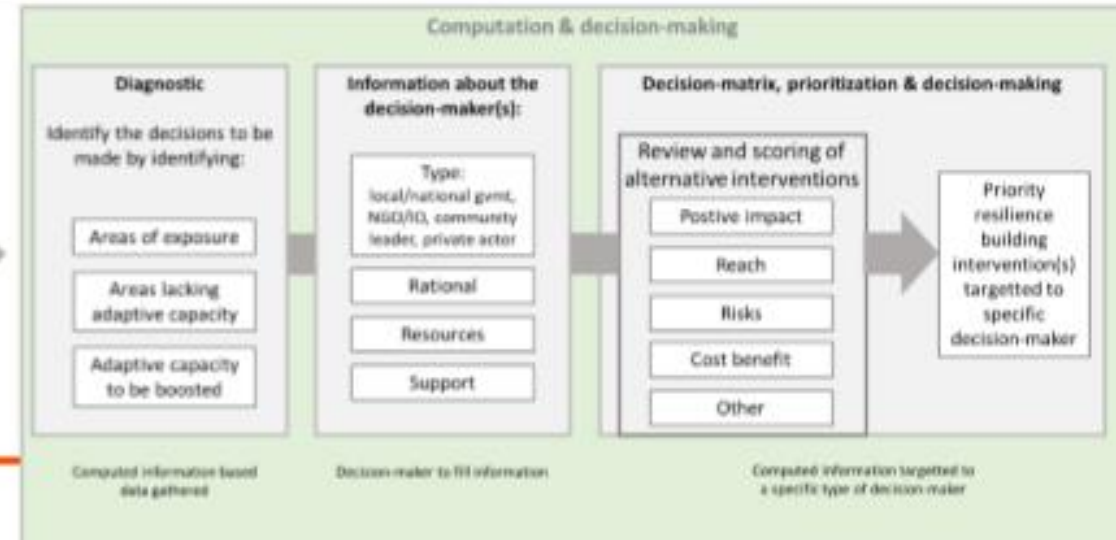 Computation & decision-making
Diagnostic
Identify the decisions to be
made by identifying:
Areas of exposure
Areas lacking
adaptive capacity
Adaptive capacity
to be boosted
Computed information based
data gathered
Information about the
decision-maker(s):
Type:
local/national gvmt,
NGO/IO, community
leader, private actor
Rational
Resources
Support
Decision-maker to fill information
Decision-matrix, prioritization & decision-making
Review and scoring of
alternative interventions
Postive impact
Reach
Risks
Cost benefit
Other
Priority
resilience
building
intervention(s)
targetted to
specific
decision-maker
Computed information targetted to
a specific type of decision-maker